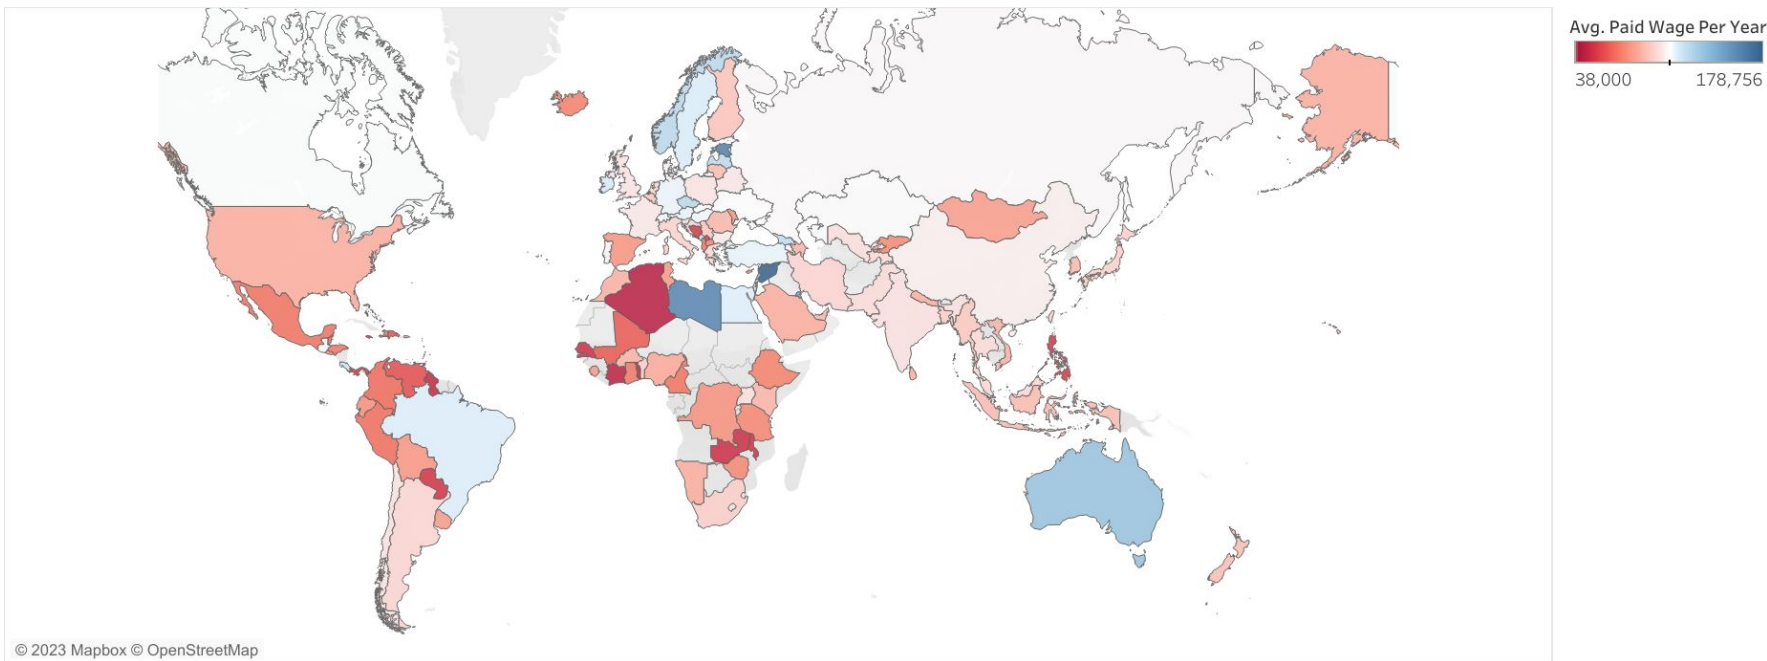 Avg. Paid Wage Per Year
38,000 178,756
© 2023 Mapbox © OpenStreetMap